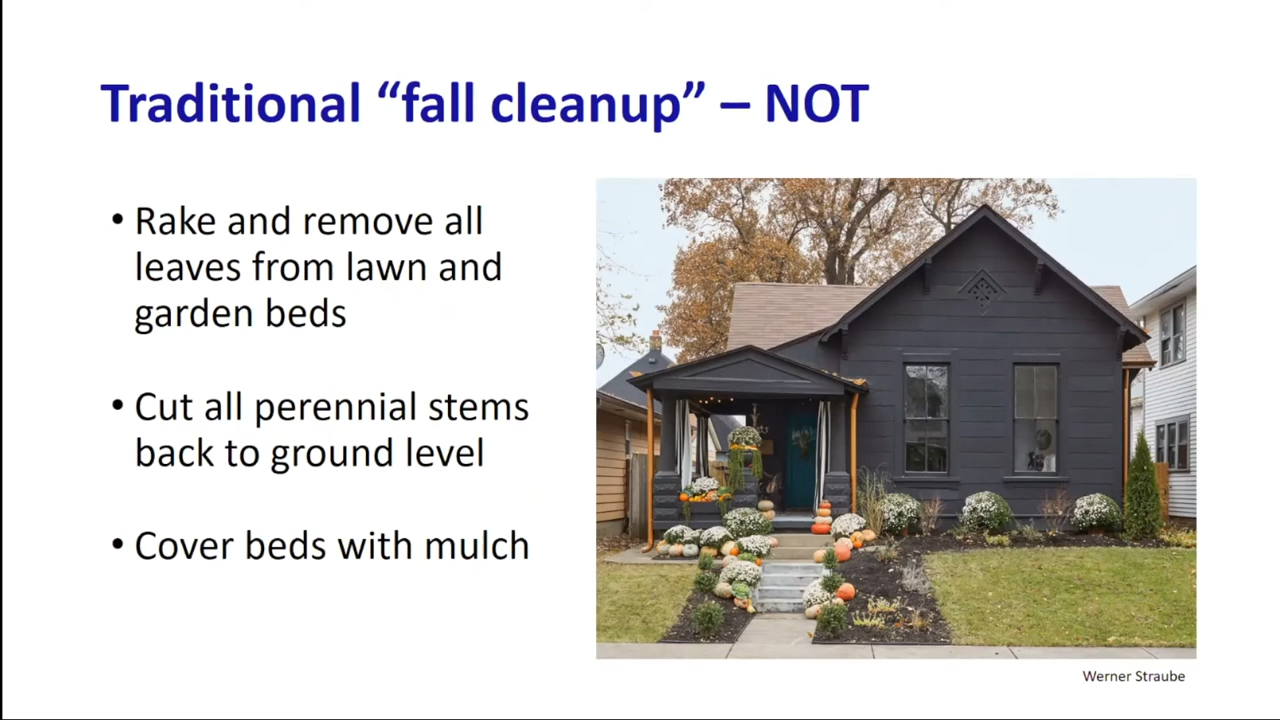 Traditional “fall cleanup” – NOT
• Rake and remove all
leaves from lawn and
garden beds
• Cut all perennial stems
back to ground level
• Cover beds with mulch
Werner Straube